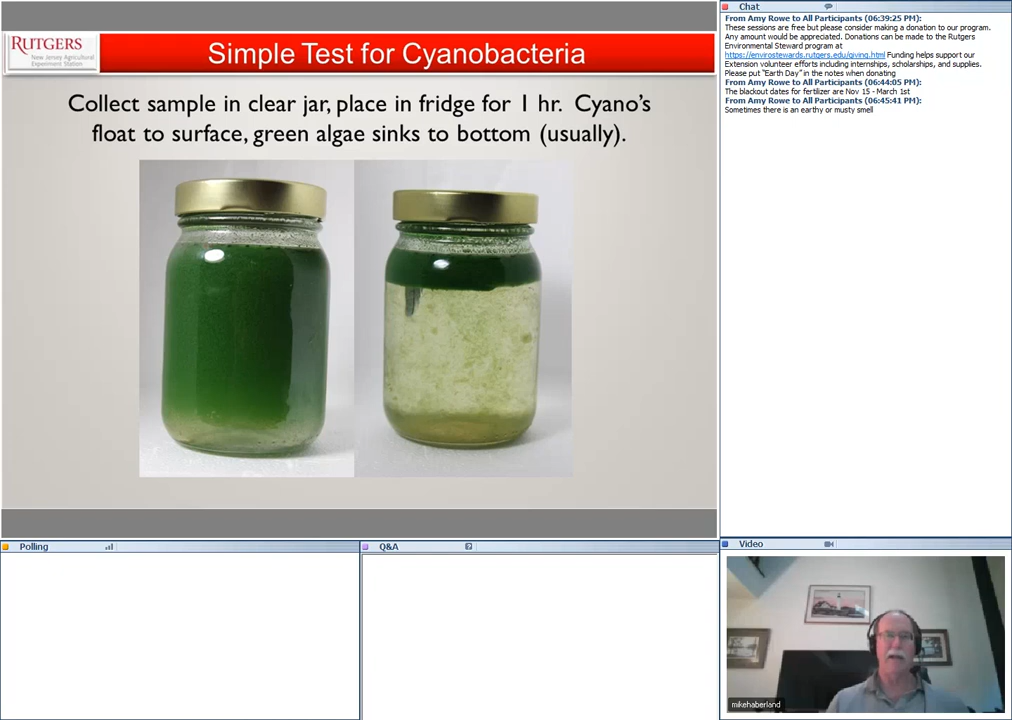 RUTGERS
New Jersey Agricultural
Experiment Station
Simple Test for Cyanobacteria
Collect sample in clear jar, place in fridge for 1 hr. Cyano's
float to surface, green algae sinks to bottom (usually).
Chat
From Amy Rowe to All Participants (06:39:25 PM):
These sessions are free but please consider making a donation to our program.
Any amount would be appreciated. Donations can be made to the Rutgers
Environmental Steward program at
https://envirostewards.rutgers.edu/giving.html Funding helps support our
Extension volunteer efforts including internships, scholarships, and supplies.
Please put "Earth Day" in the notes when donating
From Amy Rowe to All Participants (06:44:05 PM):
The blackout dates for fertilizer are Nov 15 - March 1st
From Amy Rowe to All Participants (06:45:41 PM):
Sometimes there is an earthy or musty smell
Polling
Q&A
Video
mikehaberland